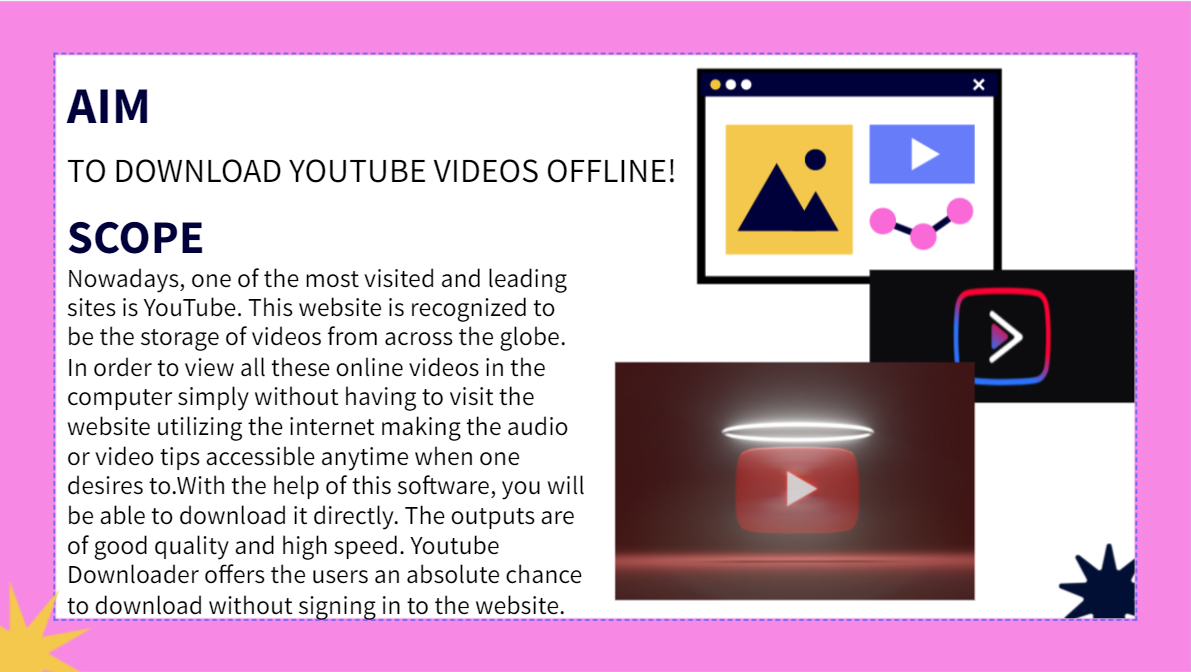 AIM
TO DOWNLOAD YOUTUBE VIDEOS OFFLINE!
SCOPE
Nowadays, one of the most visited and leading
sites is YouTube. This website is recognized to
be the storage of videos from across the globe.
In order to view all these online videos in the
computer simply without having to visit the
website utilizing the internet making the audio
or video tips accessible anytime when one
desires to.With the help of this software, you will
be able to download it directly. The outputs are
of good quality and high speed. Youtube
Downloader offers the users an absolute chance
to download without signing in to the website.